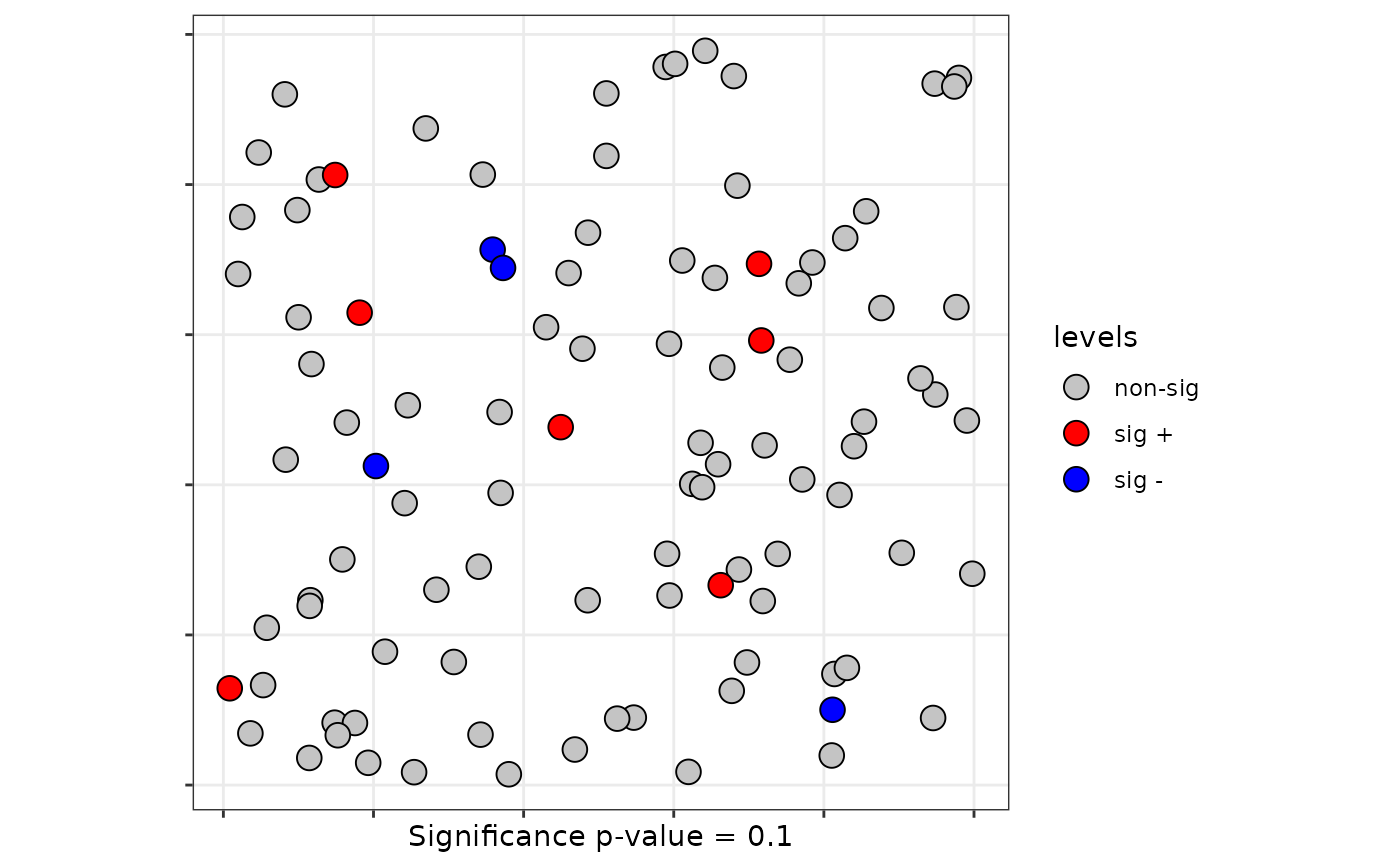 levels
non-sig
sig +
sig -
Significance p-value = 0.1